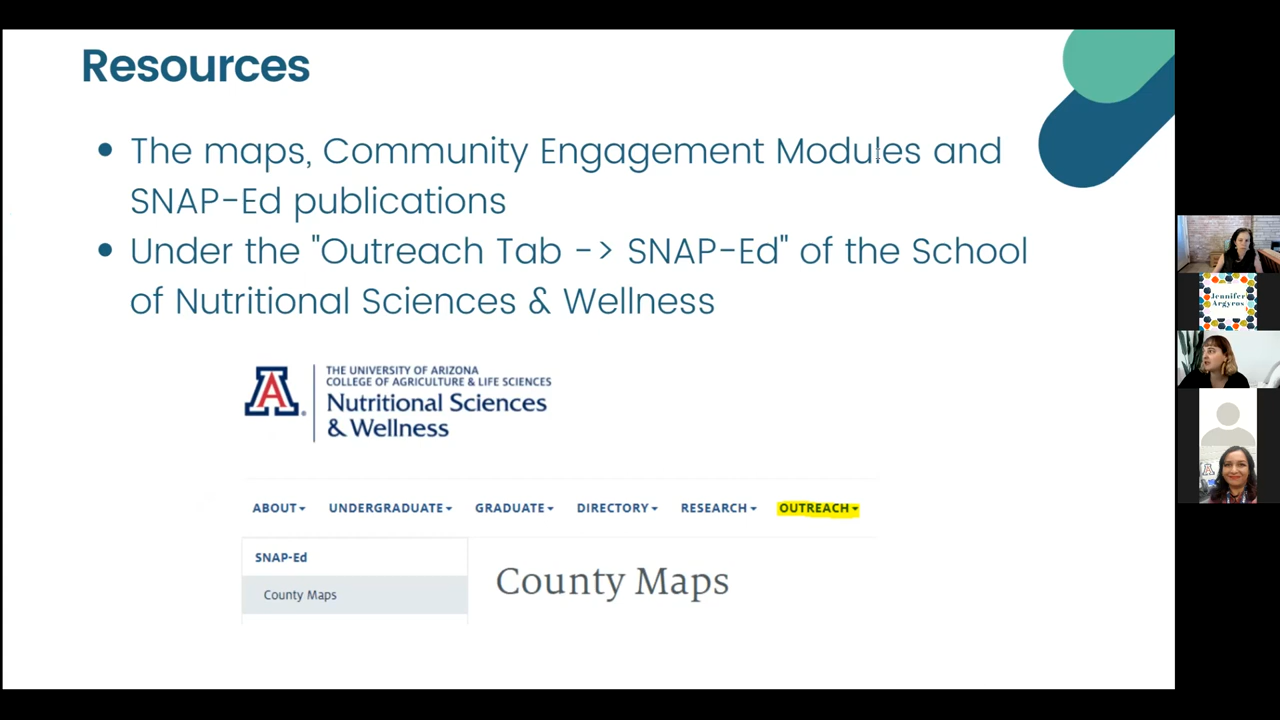 Resources
• The maps, Community Engagement Modules and
SNAP-Ed publications
• Under the "Outreach Tab -> SNAP-Ed" of the School
of Nutritional Sciences & Wellness
THE UNIVERSITY OF ARIZONA
COLLEGE OF AGRICULTURE & LIFE SCIENCES
Nutritional Sciences
& Wellness
ABOUT UNDERGRADUATE GRADUATE DIRECTORY RESEARCH OUTREACH
SNAP-Ed
County Maps
County Maps
Jennifer
Argyros